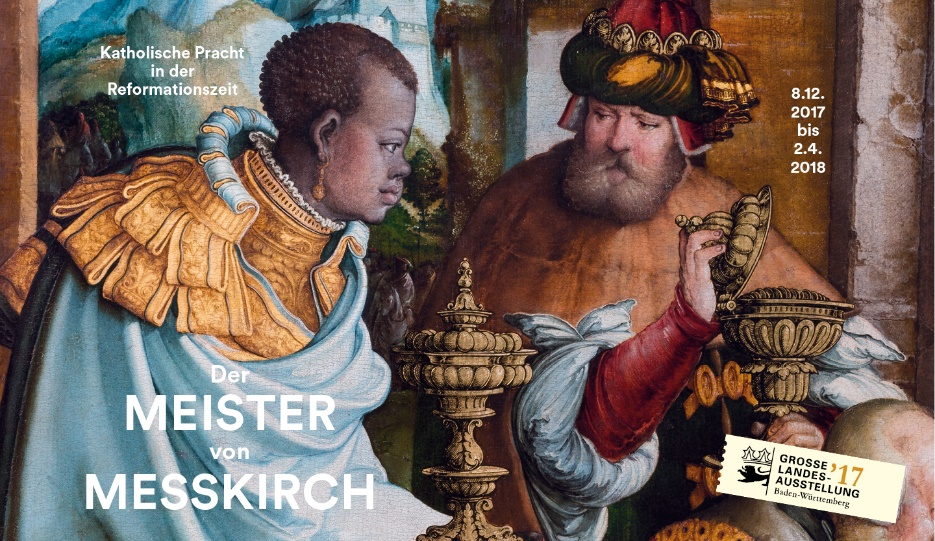 Katholische Pracht
in der
Reformationszeit
8.12.
2017
bis
2.4.
2018
Der
MEISTER
von
MESSKIRCH
GROSSE
LANDES-
AUSSTELLUNG
'17
Baden-Württemberg